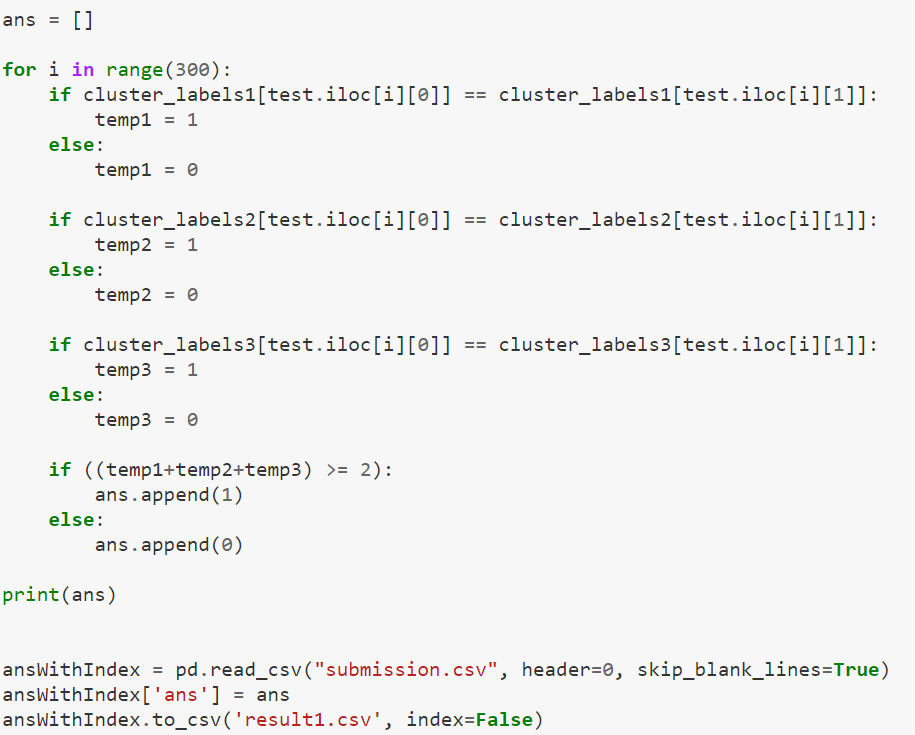 ans = []
for i in range(300):
    if cluster_labels1[test.iloc[i][0]] == cluster_labels1[test.iloc[i][1]]:
        temp1 = 1
    else:
        temp1 = 0
    if cluster_labels2[test.iloc[i][0]] == cluster_labels2[test.iloc[i][1]]:
        temp2 = 1
    else:
        temp2 = 0
    if cluster_labels3[test.iloc[i][0]] == cluster_labels3[test.iloc[i][1]]:
        temp3 = 1
    else:
        temp3 = 0
    if ((temp1+temp2+temp3) >= 2):
        ans.append(1)
    else:
        ans.append(0)
print(ans)
ansWithIndex = pd.read_csv("submission.csv", header=0, skip_blank_lines=True)
ansWithIndex['ans'] = ans
ansWithIndex.to_csv('result1.csv', index=False)